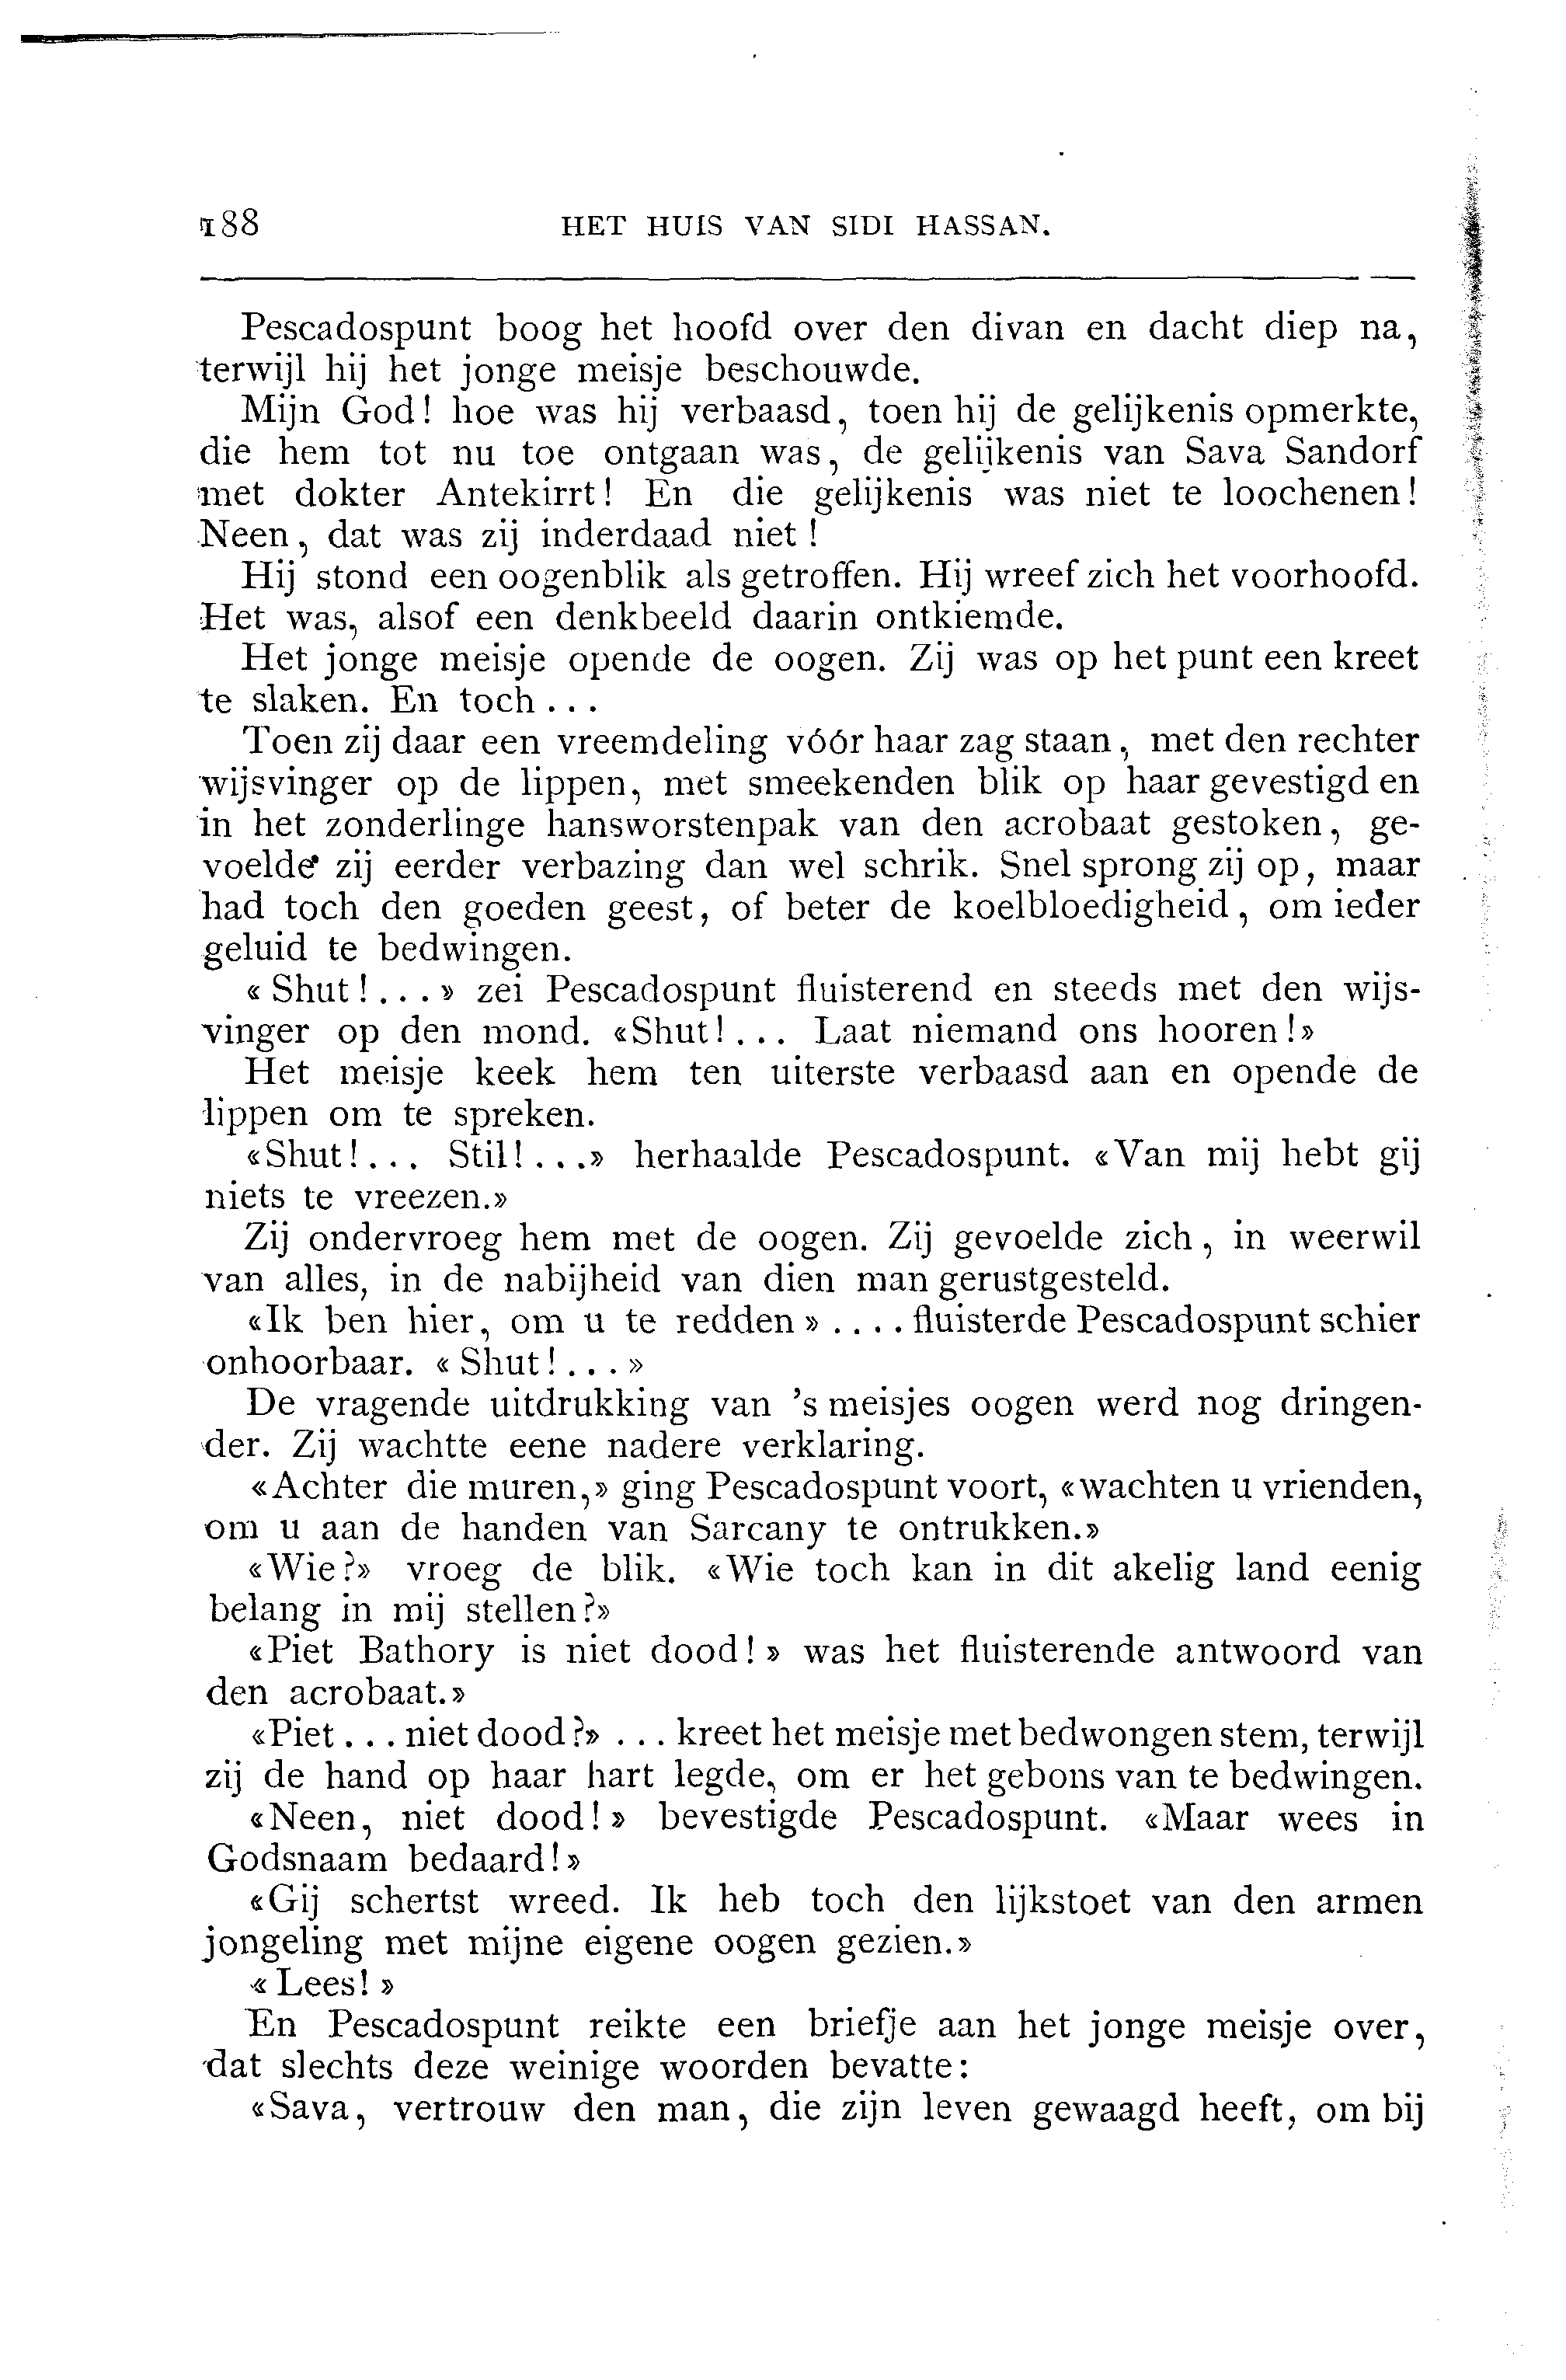 188 HET HUIS VAN SIDI HASSAN.
Pescadospunt boog het hoofd over den divan en dacht diep na,
terwijl hij het jonge meisje beschouwde.
Mijn God! hoe was hij verbaasd, toen hij de gelijkenis opmerkte,
die hem tot nu toe ontgaan was, de gelijkenis van Sava Sandorf
met dokter Antekirrt! En die gelijkenis was niet te loochenen!
Neen, dat was zij inderdaad niet!
Hij stond een oogenblik als getroffen. Hij wreef zich het voorhoofd.
Het was, alsof een denkbeeld daarin ontkiemde.
Het jonge meisje opende de oogen. Zij was op het punt een kreet
te slaken. En toch...
Toen zij daar een vreemdeling vóór haar zag staan, met den rechter
wijsvinger op de lippen, met smeekenden blik op haar gevestigd en
in het zonderlinge hansworstenpak van den acrobaat gestoken, ge-
voelde zij eerder verbazing dan wel schrik. Snel sprong zij op, maar
had toch den goeden geest, of beter de koelbloedigheid, om ieder
geluid te bedwingen.
«Shut!...» zei Pescadospunt fluisterend en steeds met den wijs-
vinger op den mond. «Shut!... Laat niemand ons hooren!»
Het meisje keek hem ten uiterste verbaasd aan en opende de
lippen om te spreken.
«Shut!... Stil!...» herhaalde Pescadospunt. «Van mij hebt gij
niets te vreezen.»
Zij ondervroeg hem met de oogen. Zij gevoelde zich, in weerwil
van alles, in de nabijheid van dien man gerustgesteld.
«Ik ben hier, om u te redden».... fluisterde Pescadospunt schier
onhoorbaar. «Shut!...»
De vragende uitdrukking van 's meisjes oogen werd nog dringen-
der. Zij wachtte eene nadere verklaring.
«Achter die muren,» ging Pescadospunt voort, «wachten u vrienden,
om u aan de handen van Sarcany te ontrukken.»
«Wie?» vroeg de blik. «Wie toch kan in dit akelig land eenig
belang in mij stellen?»
«Piet Bathory is niet dood!» was het fluisterende antwoord van
den acrobaat.»
«Piet... niet dood?»... kreet het meisje met bedwongen stem, terwijl
zij de hand op haar hart legde, om er het gebons van te bedwingen.
«Neen, niet dood!» bevestigde Pescadospunt. «Maar wees in
Godsnaam bedaard!»
«Gij schertst wreed. Ik heb toch den lijkstoet van den armen
jongeling met mijne eigene oogen gezien.»
«Lees!»
En Pescadospunt reikte een briefje aan het jonge meisje over,
dat slechts deze weinige woorden bevatte:
«Sava, vertrouw den man, die zijn leven gewaagd heeft, om bij